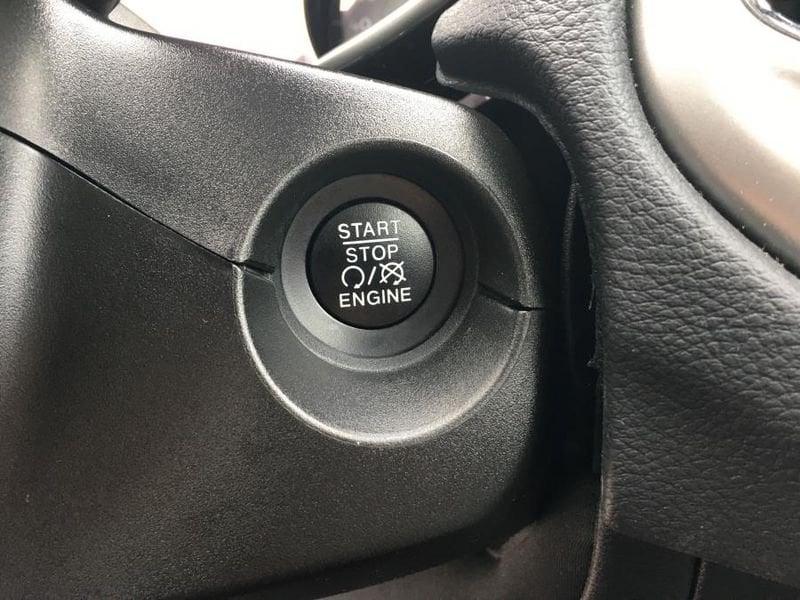 START
STOP
/
ENGINE